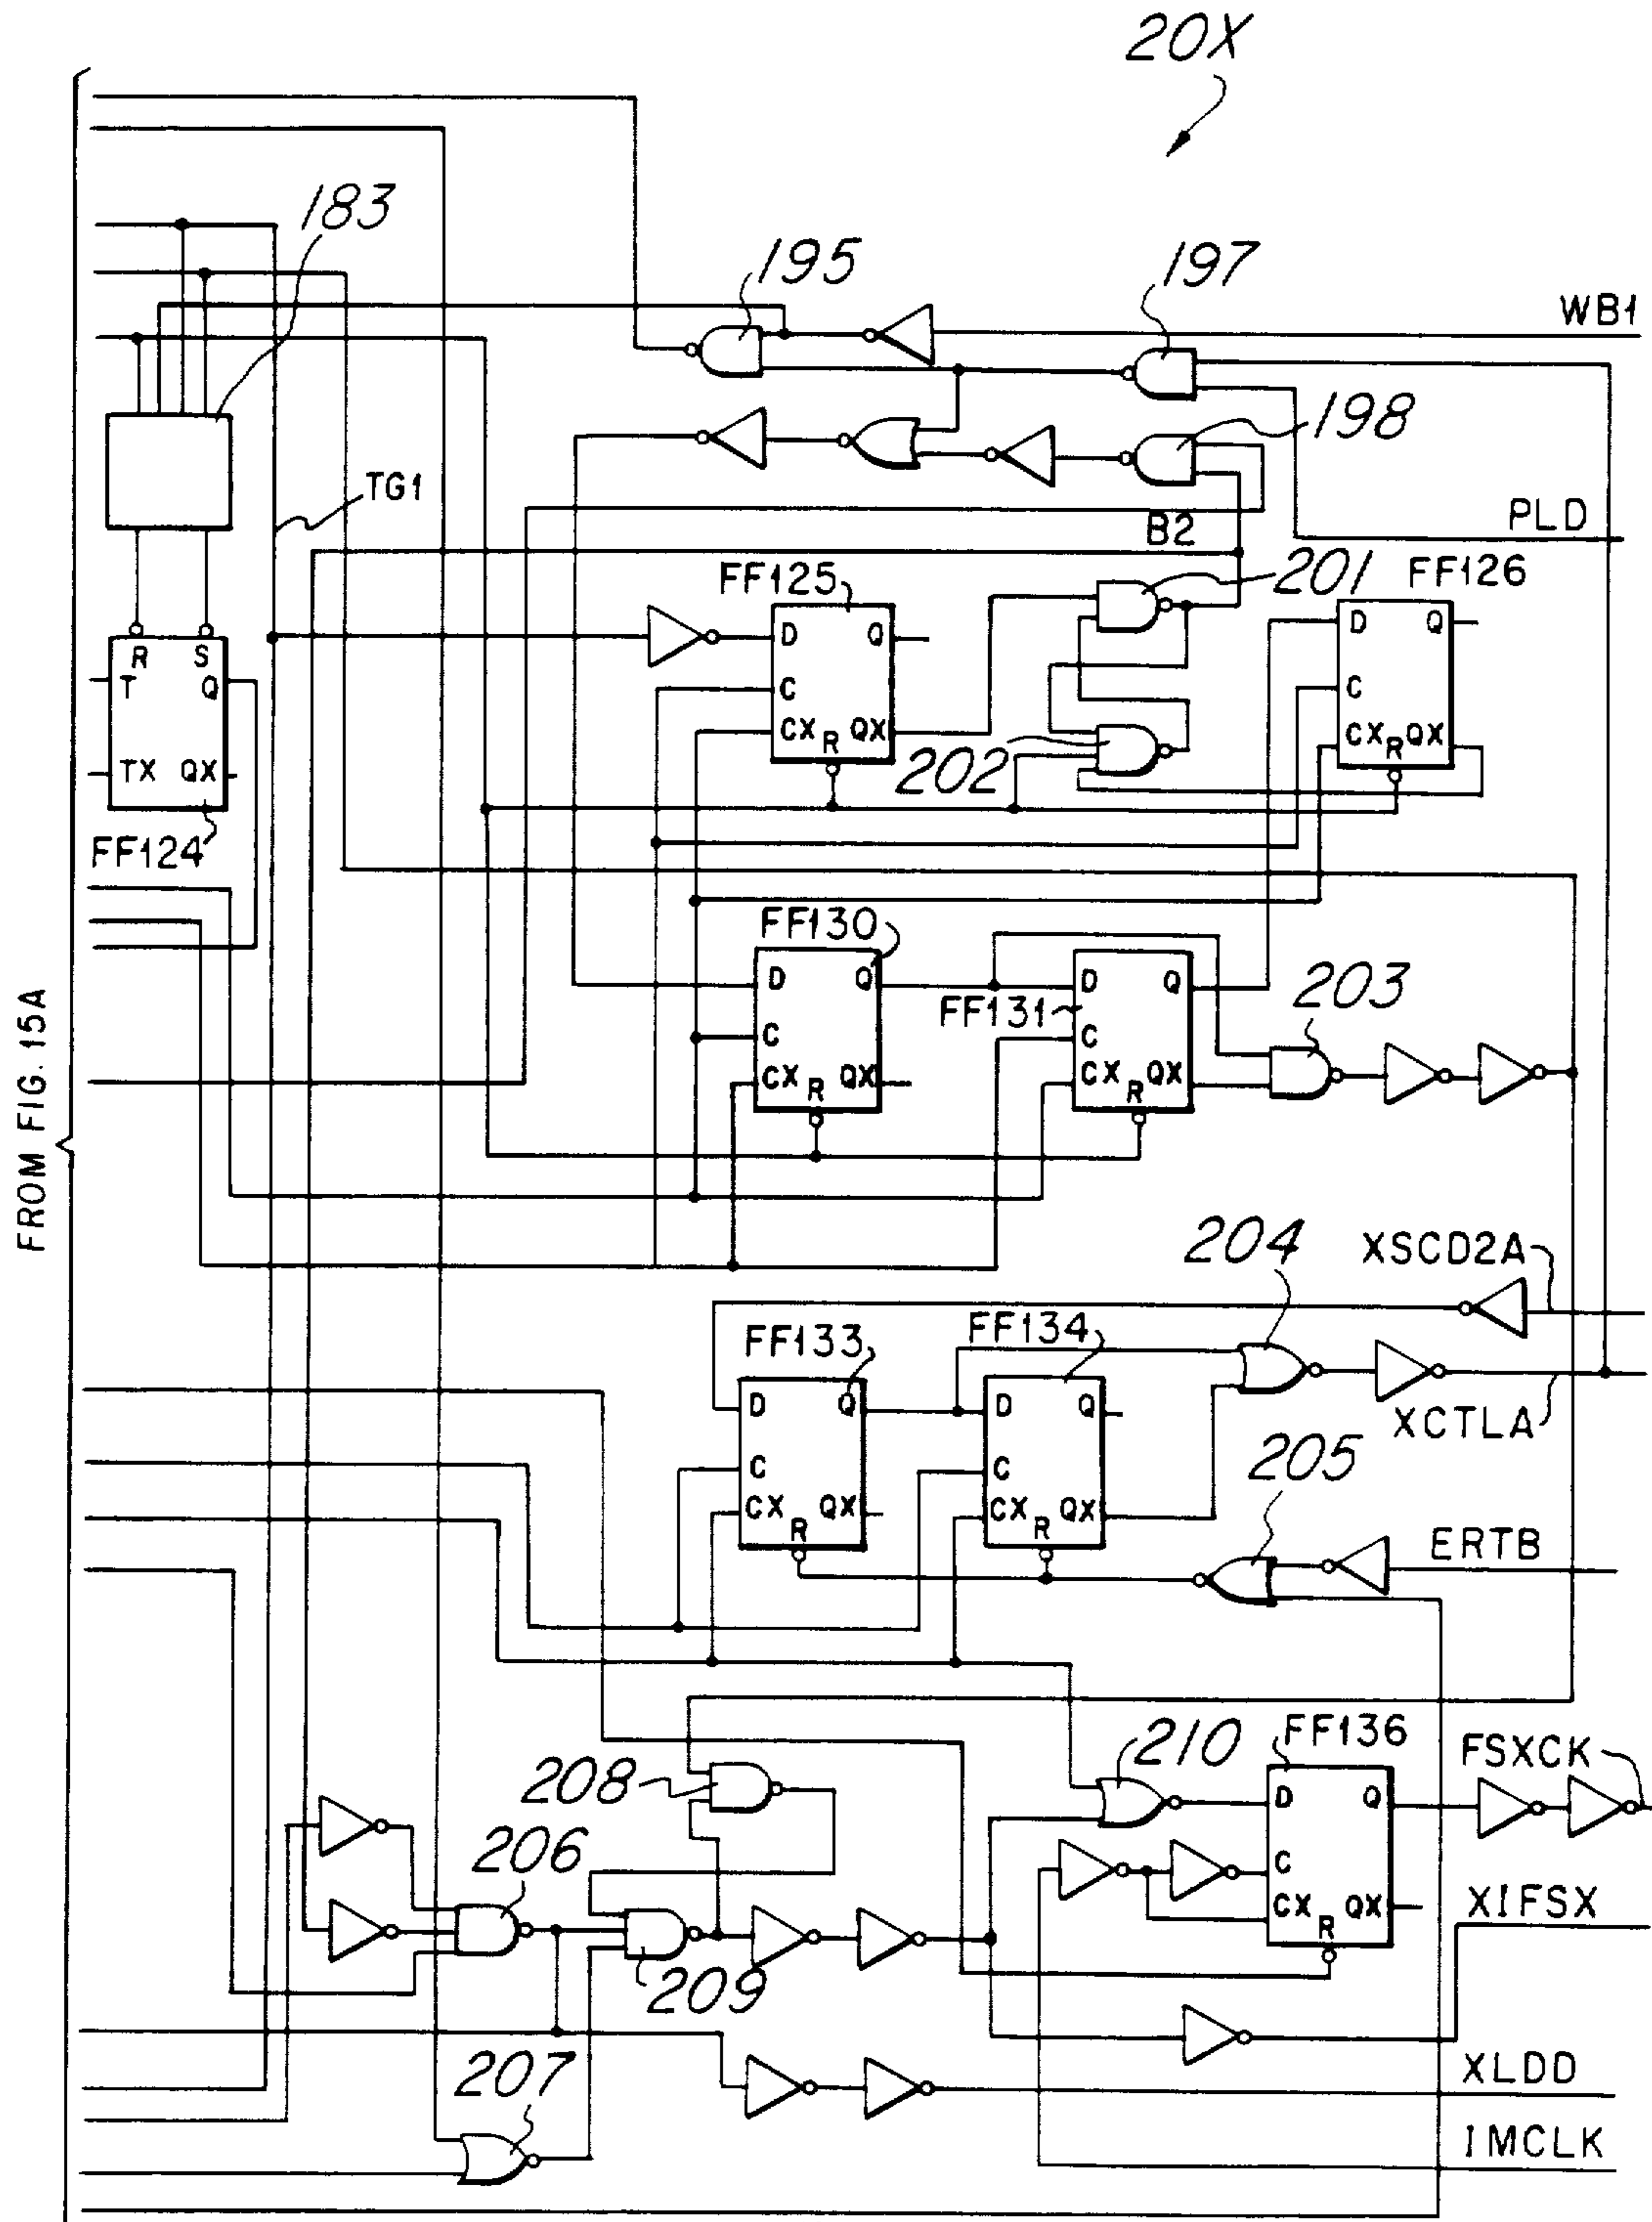 20X
183
195
197
WB1
198
TG1
PLD
B2
201
FF125
FF126
D Q
D Q
R S
T Q
C
C
CX R QX
CX R QX
202
TX QX
FF124
FF130
203
D Q
D Q
FF131
C
C
CX R QX
CX R QX
FROM FIG. 15A
204
XSCD2A
FF133
FF134
D Q
D Q
XCTLA
205
C
C
CX R QX
CX R QX
ERTB
210
FF136
FSXCK
208
D Q
206
C
XIFSX
CX R QX
209
XLDD
207
IMCLK